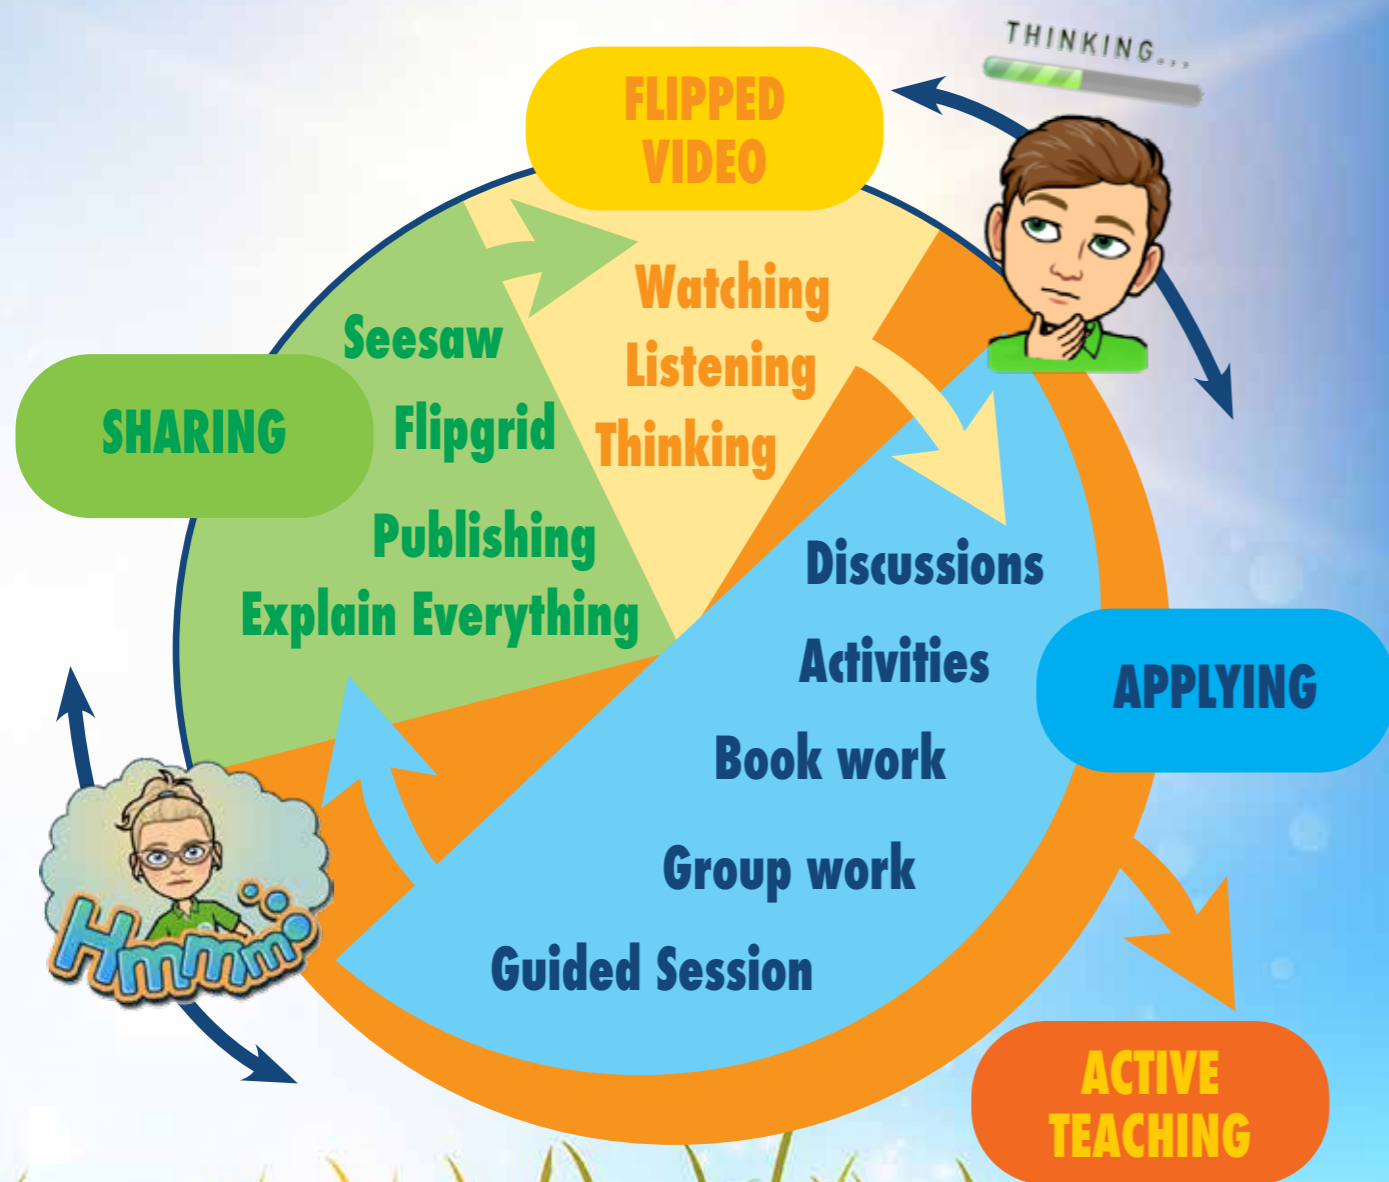 THINKING...
FLIPPED
VIDEO
Watching
Listening
Thinking
SHARING
Seesaw
Flipgrid
Publishing
Explain Everything
APPLYING
Discussions
Activities
Book work
Group work
Guided Session
Hmmm
ACTIVE
TEACHING